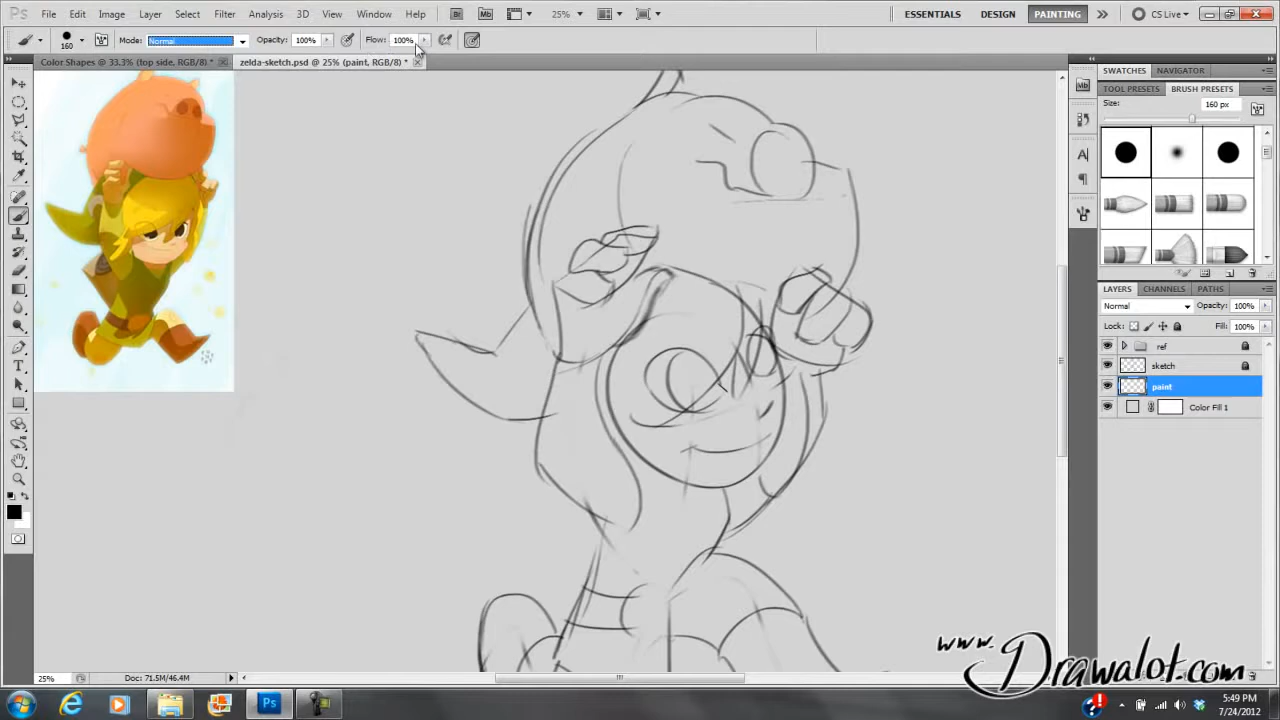 Ps File Edit Image Layer Select Filter Analysis 3D View Window Help Br Mb 25% ESSENTIALS DESIGN PAINTING CS Live
160 Mode: Normal Opacity: 100% Flow: 100%
Color Shapes @ 33.3% (top side, RGB/8) * zelda-sketch.psd @ 25% (paint, RGB/8) *
SWATCHES NAVIGATOR
TOOL PRESETS BRUSH PRESETS
Size: 160 px
LAYERS CHANNELS PATHS
Normal Opacity: 100%
Lock: Fill: 100%
ref
sketch
paint
Color Fill 1
www.
Drawalot.com
25% Doc: 71.5M/46.4M
Ps
5:49 PM
7/24/2012